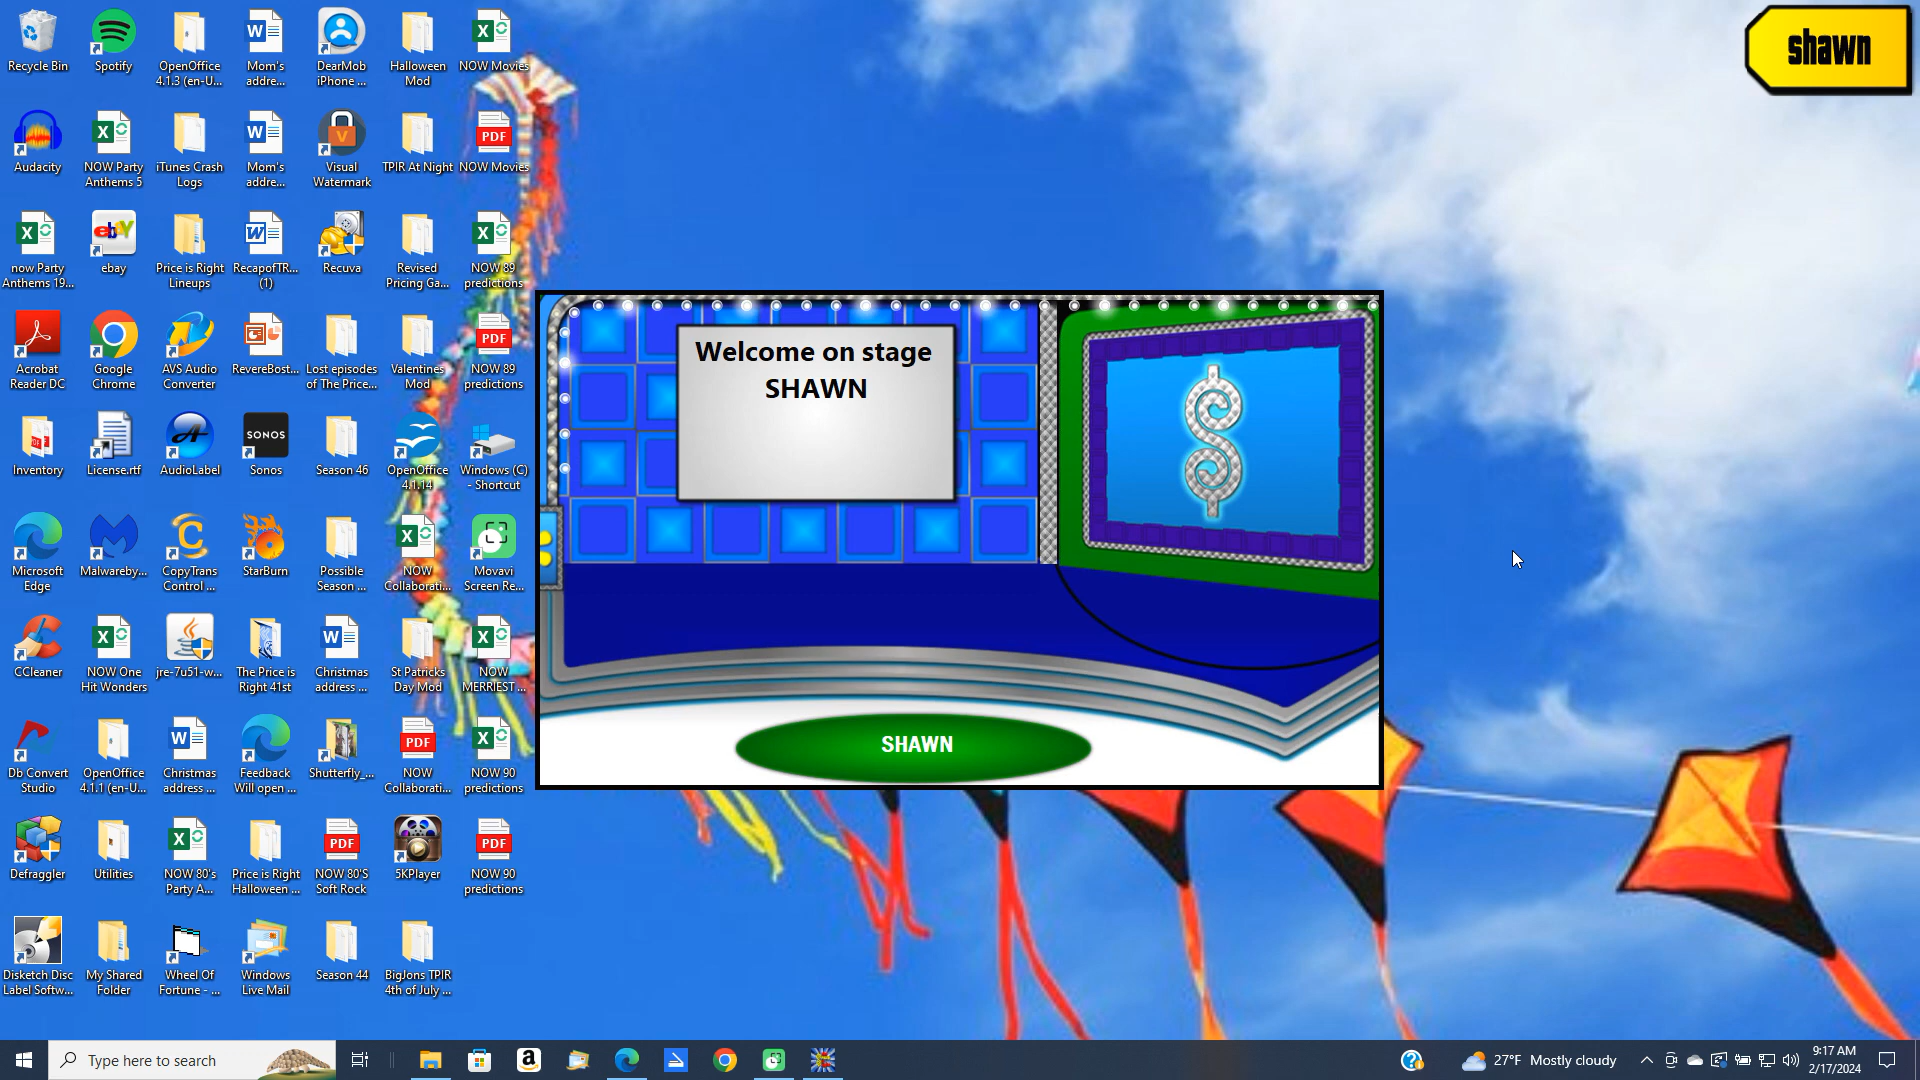 Recycle Bin
Spotify
OpenOffice
4.1.3 (en-U...
Mom's
addre...
DearMob
iPhone ...
Halloween
Mod
NOW Movies
shawn
Audacity
NOW Party
Anthems 5
iTunes Crash
Logs
Mom's
addre...
Visual
Watermark
TPIR At Night
PDF
NOW Movies
now Party
Anthems 19...
ebay
ebay
Price is Right
Lineups
RecapofTR...
(1)
Recuva
Revised
Pricing Ga...
NOW 89
predictions
Acrobat
Reader DC
Google
Chrome
AVS Audio
Converter
RevereBost...
Lost episodes
of The Price...
Valentines
Mod
PDF
NOW 89
predictions
Welcome on stage
SHAWN
Inventory
License.rtf
AudioLabel
SONOS
Sonos
Season 46
OpenOffice
4.1.14
Windows (C)
- Shortcut
Microsoft
Edge
Malwareby...
CopyTrans
Control ...
StarBurn
Possible
Season ...
NOW
Collaborati...
Movavi
Screen Re...
CCleaner
NOW One
Hit Wonders
jre-7u51-w...
The Price is
Right 41st
Christmas
address ...
St Patricks
Day Mod
NOW
MERRIEST ...
Db Convert
Studio
OpenOffice
4.1.1 (en-U...
Christmas
address ...
Feedback
Will open ...
Shutterfly_...
PDF
NOW
Collaborati...
NOW 90
predictions
SHAWN
Defraggler
Utilities
NOW 80'S
Party A...
Price is Right
Halloween ...
PDF
NOW 80'S
Soft Rock
5KPlayer
PDF
NOW 90
predictions
Disketch Disc
Label Softw...
My Shared
Folder
Wheel Of
Fortune - ...
Windows
Live Mail
Season 44
BigJons TPIR
4th of July ...
Type here to search
27°F Mostly cloudy
9:17 AM
2/17/2024